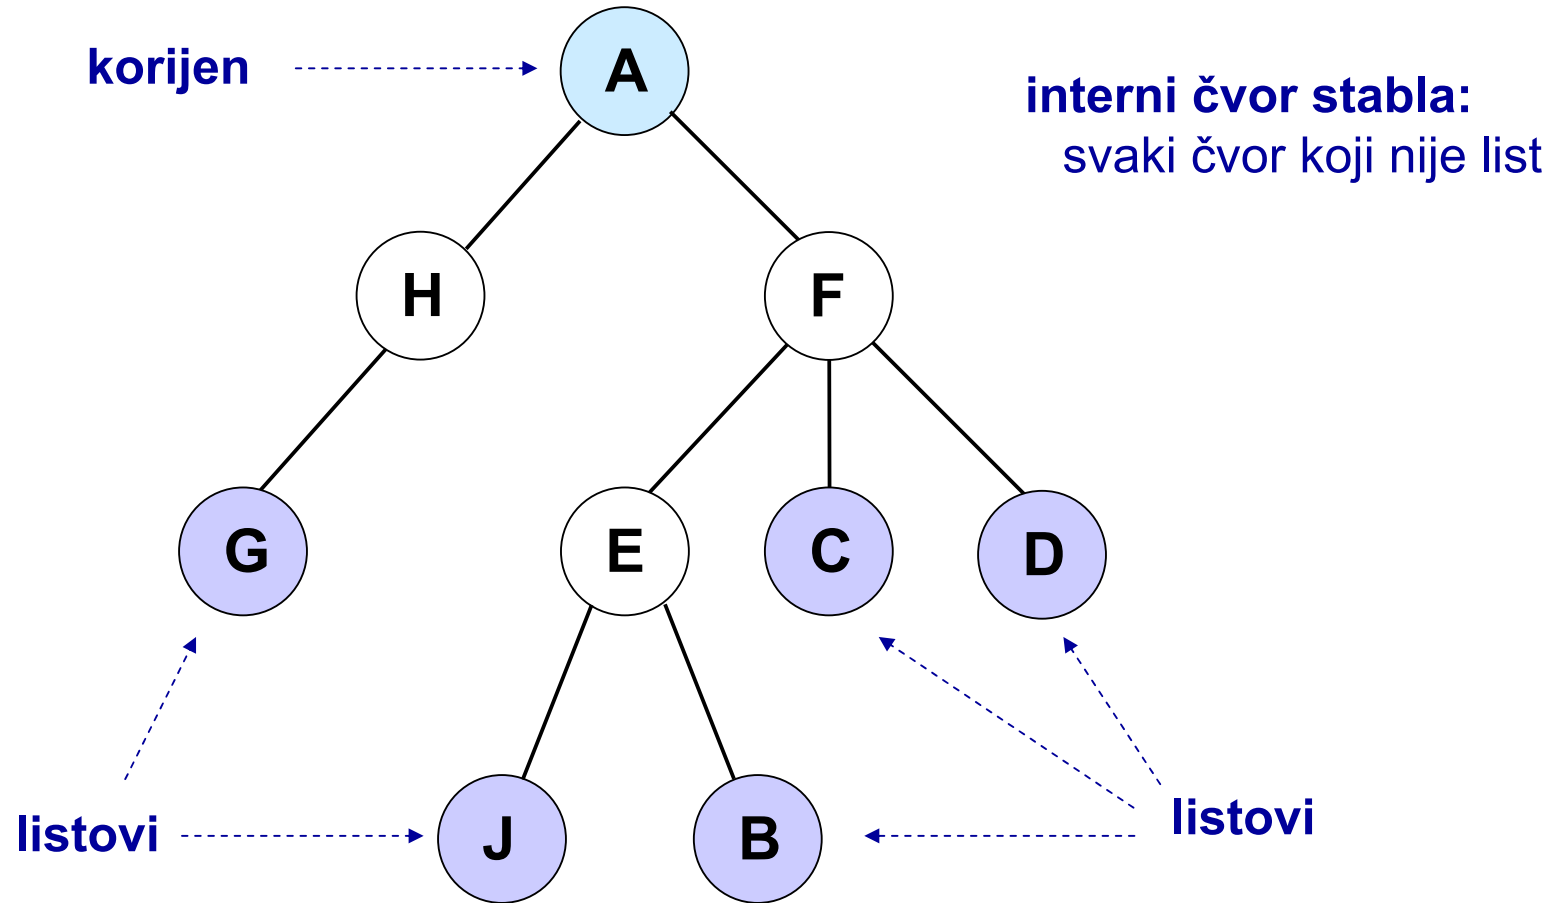 korijen
A
interni čvor stabla:
svaki čvor koji nije list
H
F
G
E
C
D
listovi
J
B
listovi